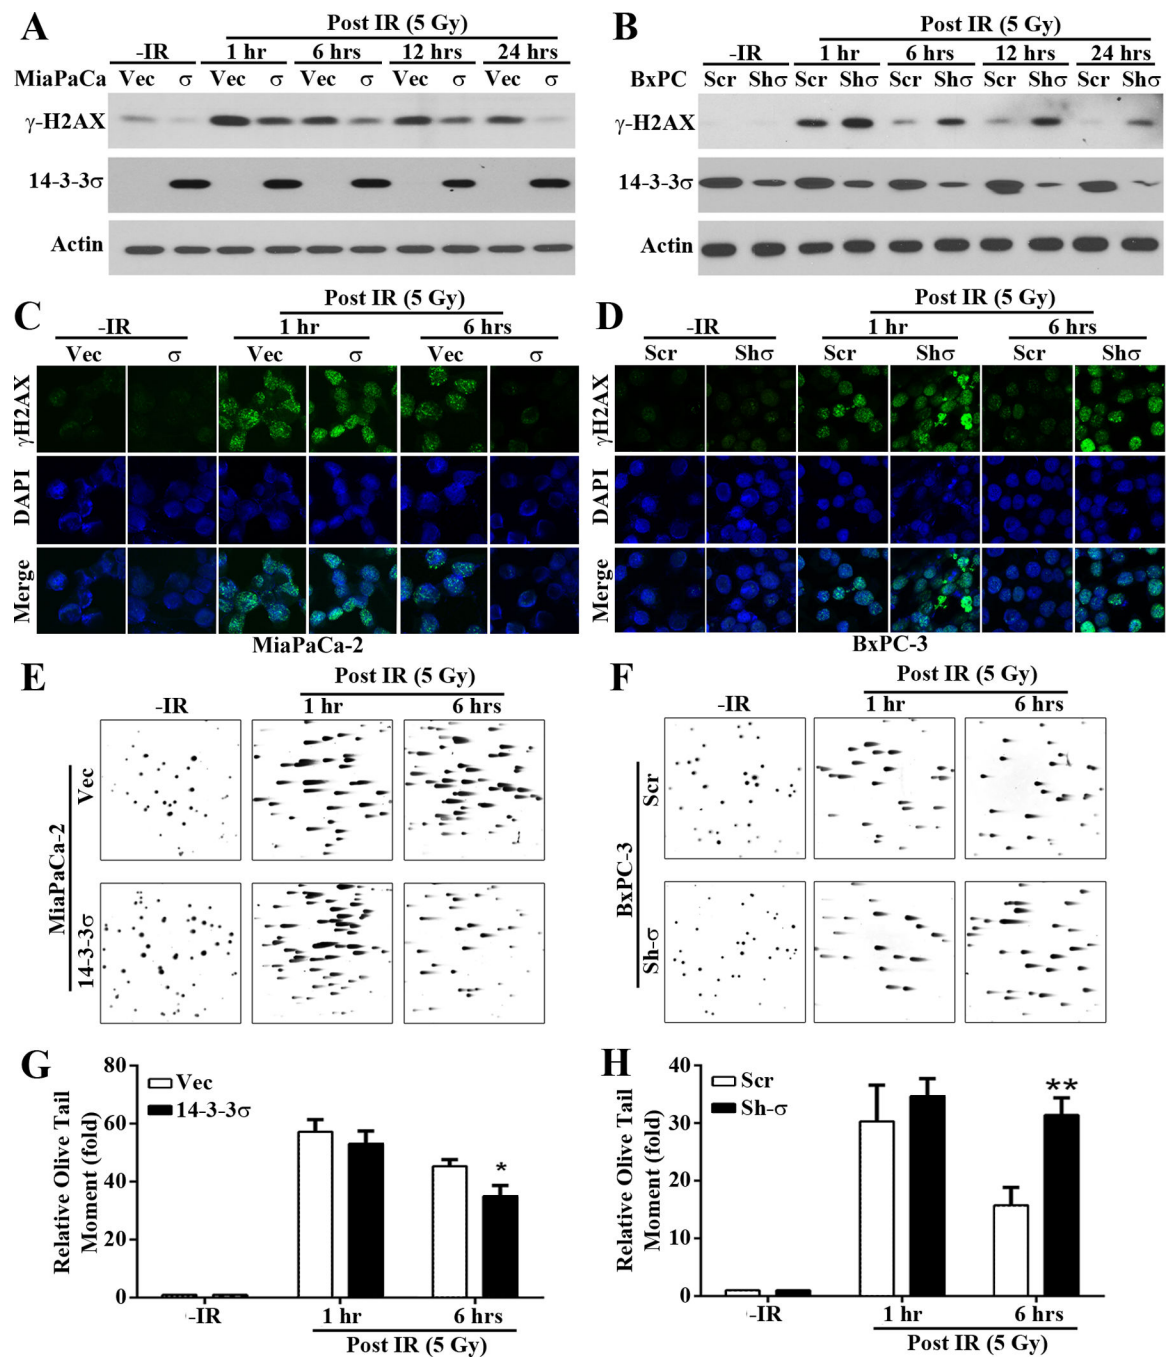 A
Post IR (5 Gy)
-IR 1 hr 6 hrs 12 hrs 24 hrs
MiaPaCa Vec σ Vec σ Vec σ Vec σ Vec σ
γ-H2AX
14-3-3σ
Actin
B
Post IR (5 Gy)
-IR 1 hr 6 hrs 12 hrs 24 hrs
BxPC Scr Shσ Scr Shσ Scr Shσ Scr Shσ Scr Shσ
γ-H2AX
14-3-3σ
Actin
C
Post IR (5 Gy)
-IR 1 hr 6 hrs
Vec σ Vec σ Vec σ
γH2AX
DAPI
Merge
MiaPaCa-2
D
Post IR (5 Gy)
-IR 1 hr 6 hrs
Scr Shσ Scr Shσ Scr Shσ
γH2AX
DAPI
Merge
BxPC-3
E
Post IR (5 Gy)
-IR 1 hr 6 hrs
MiaPaCa-2
Vec
14-3-3σ
F
Post IR (5 Gy)
-IR 1 hr 6 hrs
BxPC-3
Scr
Sh-σ
G
Relative Olive Tail
Moment (fold)
80
60
40
20
0
Vec
14-3-3σ
*
-IR 1 hr 6 hrs
Post IR (5 Gy)
H
Relative Olive Tail
Moment (fold)
40
30
20
10
0
Scr
Sh-σ
**
-IR 1 hr 6 hrs
Post IR (5 Gy)